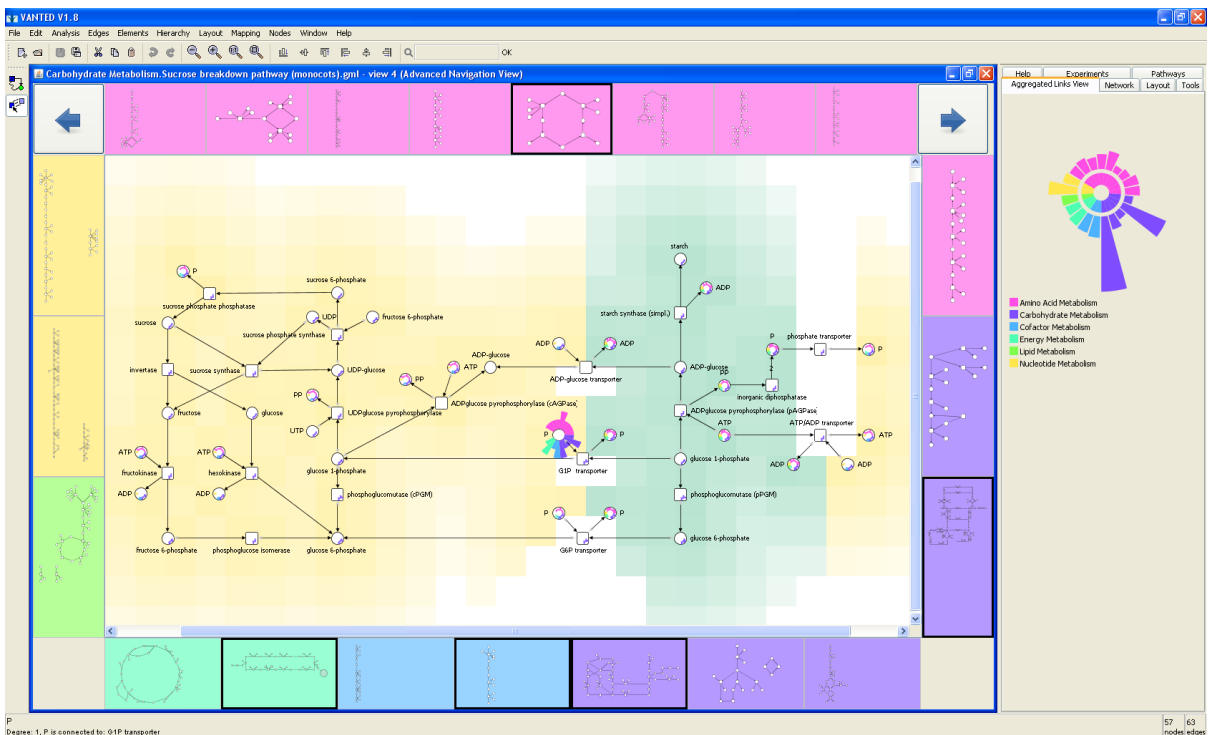 VANTED V1.8
File Edit Analysis Edges Elements Hierarchy Layout Mapping Nodes Window Help
OK
Carbohydrate Metabolism.Sucrose breakdown pathway (monocots).gml - view 4 (Advanced Navigation View)
Help Experiments Pathways
Aggregated Links View Network Layout Tools
starch
P
sucrose 6-phosphate
ADP
sucrose phosphate phosphatase
sucrose
UDP
fructose 6-phosphate
starch synthase (simpl.)
sucrose phosphate synthase
P
phosphate transporter
ADP
ADP
P
ADP-glucose
invertase
sucrose synthase
UDP-glucose
ATP
ADP-glucose
2
PP
ADP-glucose transporter
PP
inorganic diphosphatase
PP
fructose
glucose
UDPglucose pyrophosphorylase
ADPglucose pyrophosphorylase (cAGPase)
ADPglucose pyrophosphorylase (pAGPase)
UTP
P
P
ATP
ATP/ADP transporter
ATP
ATP
ATP
fructokinase
hexokinase
glucose 1-phosphate
G1P transporter
glucose 1-phosphate
ADP
ADP
ADP
ADP
phosphoglucomutase (cPGM)
phosphoglucomutase (pPGM)
P
P
fructose 6-phosphate
phosphoglucose isomerase
glucose 6-phosphate
G6P transporter
glucose 6-phosphate
Amino Acid Metabolism
Carbohydrate Metabolism
Cofactor Metabolism
Energy Metabolism
Lipid Metabolism
Nucleotide Metabolism
P
Degree: 1, P is connected to: G1P transporter
57 nodes
63 edges